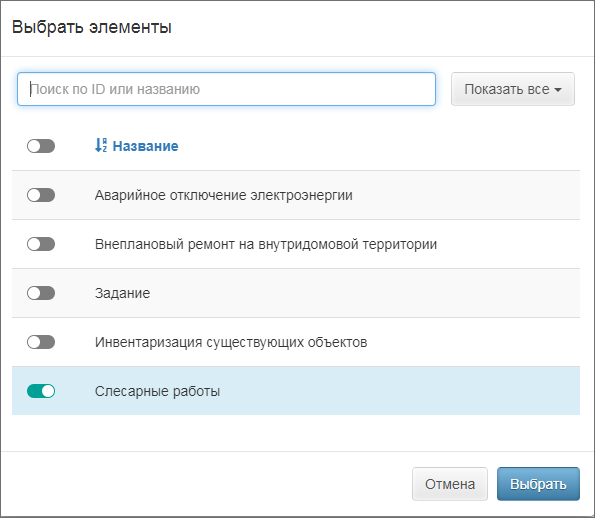 Выбрать элементы
Поиск по ID или названию
Показать все
Название
Аварийное отключение электроэнергии
Внеплановый ремонт на внутридомовой территории
Задание
Инвентаризация существующих объектов
Слесарные работы
Отмена
Выбрать